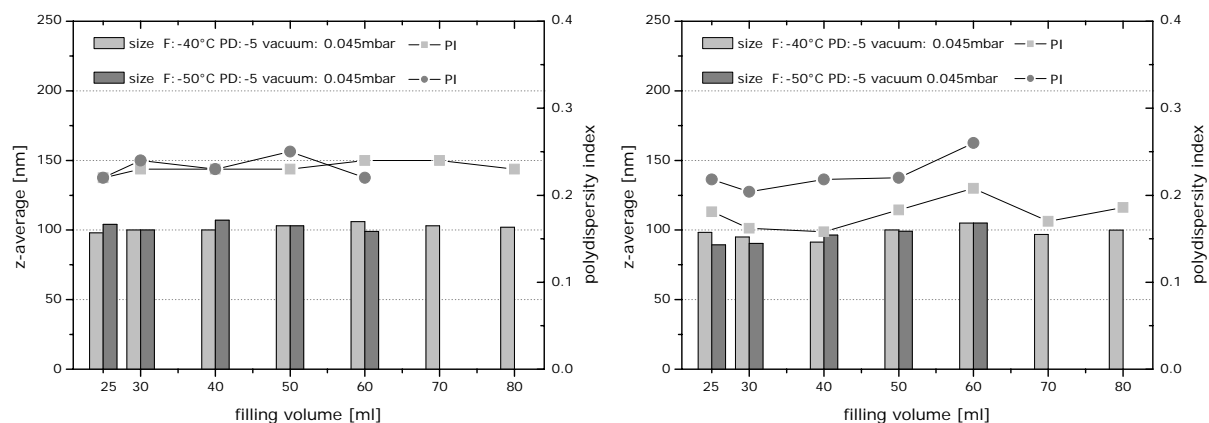 250
200
150
100
50
0
z-average [nm]
size F:-40°C PD:-5 vacuum: 0.045mbar PI
size F:-50°C PD:-5 vacuum: 0.045mbar PI
0.4
0.3
0.2
0.1
0.0
polydispersity index
25 30 40 50 60 70 80
filling volume [ml]
250
200
150
100
50
0
z-average [nm]
size F:-40°C PD:-5 vacuum: 0.045mbar PI
size F:-50°C PD:-5 vacuum 0.045mbar PI
0.4
0.3
0.2
0.1
0.0
polydispersity index
25 30 40 50 60 70 80
filling volume [ml]